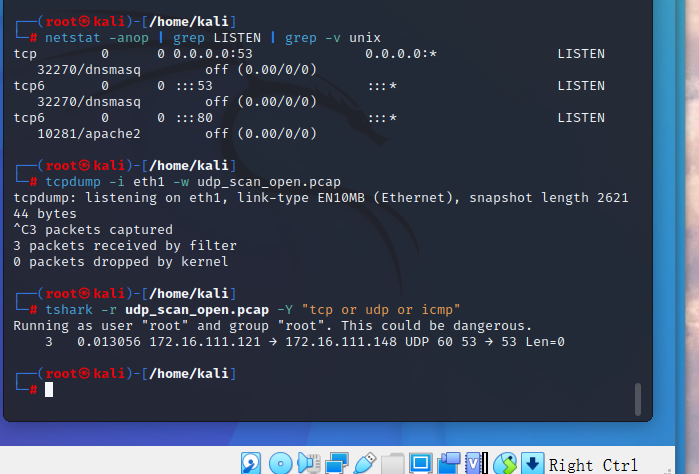 ┌──(root㉿kali)-[/home/kali]
└─# netstat -anop | grep LISTEN | grep -v unix
tcp        0      0 0.0.0.0:53              0.0.0.0:*               LISTEN
   32270/dnsmasq        off (0.00/0/0)
tcp6       0      0 :::53                   :::*                    LISTEN
   32270/dnsmasq        off (0.00/0/0)
tcp6       0      0 :::80                   :::*                    LISTEN
   10281/apache2        off (0.00/0/0)
┌──(root㉿kali)-[/home/kali]
└─# tcpdump -i eth1 -w udp_scan_open.pcap
tcpdump: listening on eth1, link-type EN10MB (Ethernet), snapshot length 2621
44 bytes
^C3 packets captured
3 packets received by filter
0 packets dropped by kernel
┌──(root㉿kali)-[/home/kali]
└─# tshark -r udp_scan_open.pcap -Y "tcp or udp or icmp"
Running as user "root" and group "root". This could be dangerous.
    3   0.013056 172.16.111.121 → 172.16.111.148 UDP 60 53 → 53 Len=0
┌──(root㉿kali)-[/home/kali]
└─#
Right Ctrl